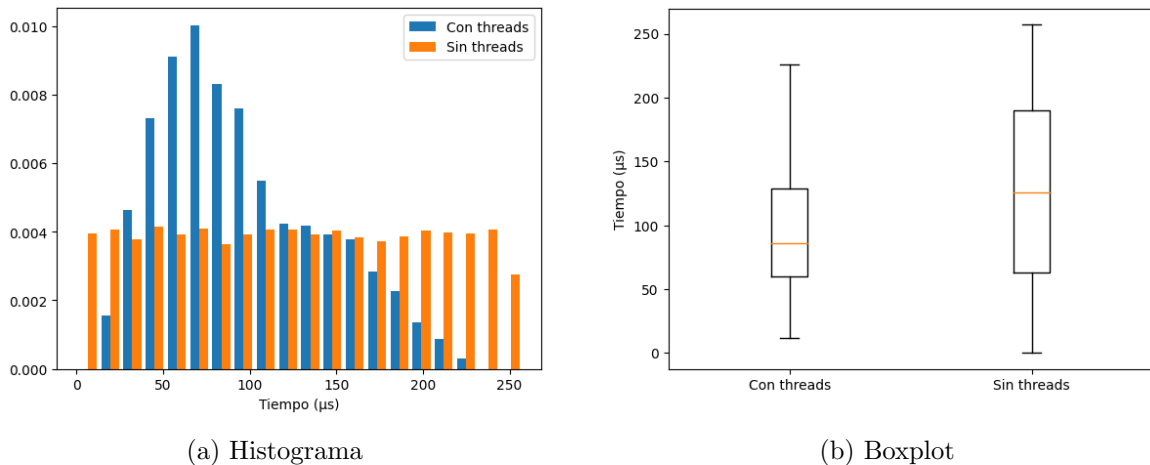 0.010
0.008
0.006
0.004
0.002
0.000
Con threads
Sin threads
0
50
100
150
200
250
Tiempo (µs)
(a) Histograma
250
200
150
100
50
0
Tiempo (µs)
Con threads
Sin threads
(b) Boxplot